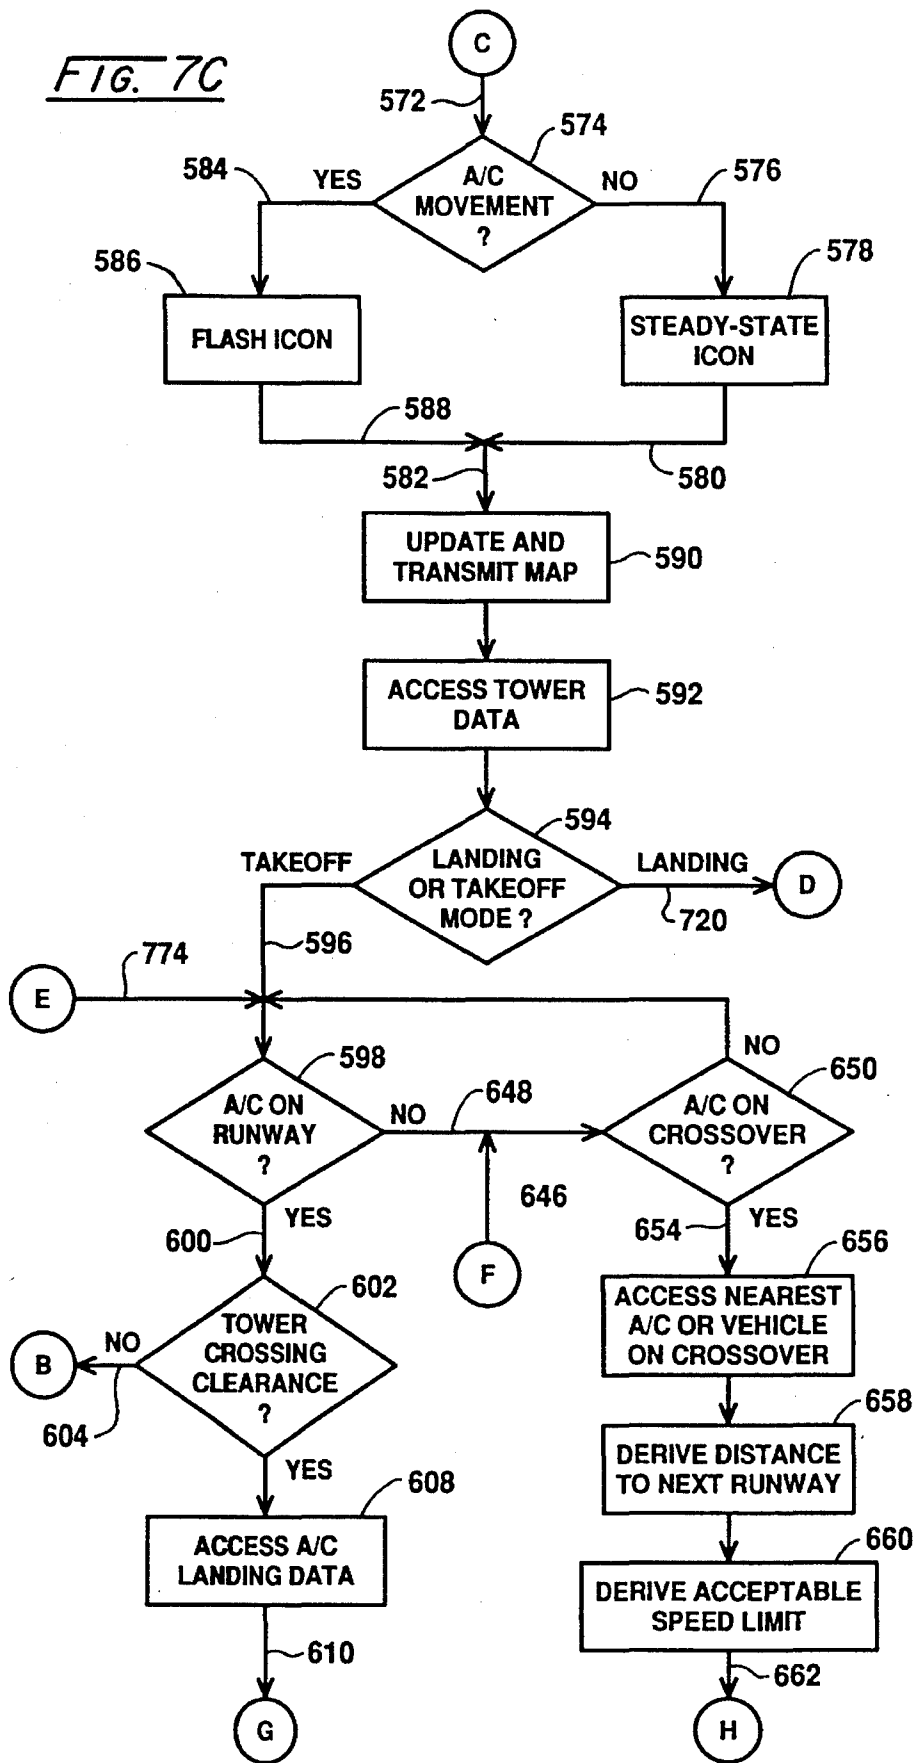 FIG. 7C
C
572
574
584
YES
A/C
MOVEMENT
?
NO
576
586
578
FLASH ICON
STEADY-STATE
ICON
588
582
580
UPDATE AND
TRANSMIT MAP
590
ACCESS TOWER
DATA
592
594
TAKEOFF
LANDING
OR TAKEOFF
MODE ?
LANDING
D
720
596
774
E
598
NO
650
A/C ON
RUNWAY
?
NO
648
A/C ON
CROSSOVER
?
646
YES
600
654
YES
F
656
602
ACCESS NEAREST
A/C OR VEHICLE
ON CROSSOVER
TOWER
CROSSING
CLEARANCE
?
NO
B
604
658
DERIVE DISTANCE
TO NEXT RUNWAY
YES
608
ACCESS A/C
LANDING DATA
660
DERIVE ACCEPTABLE
SPEED LIMIT
610
662
G
H